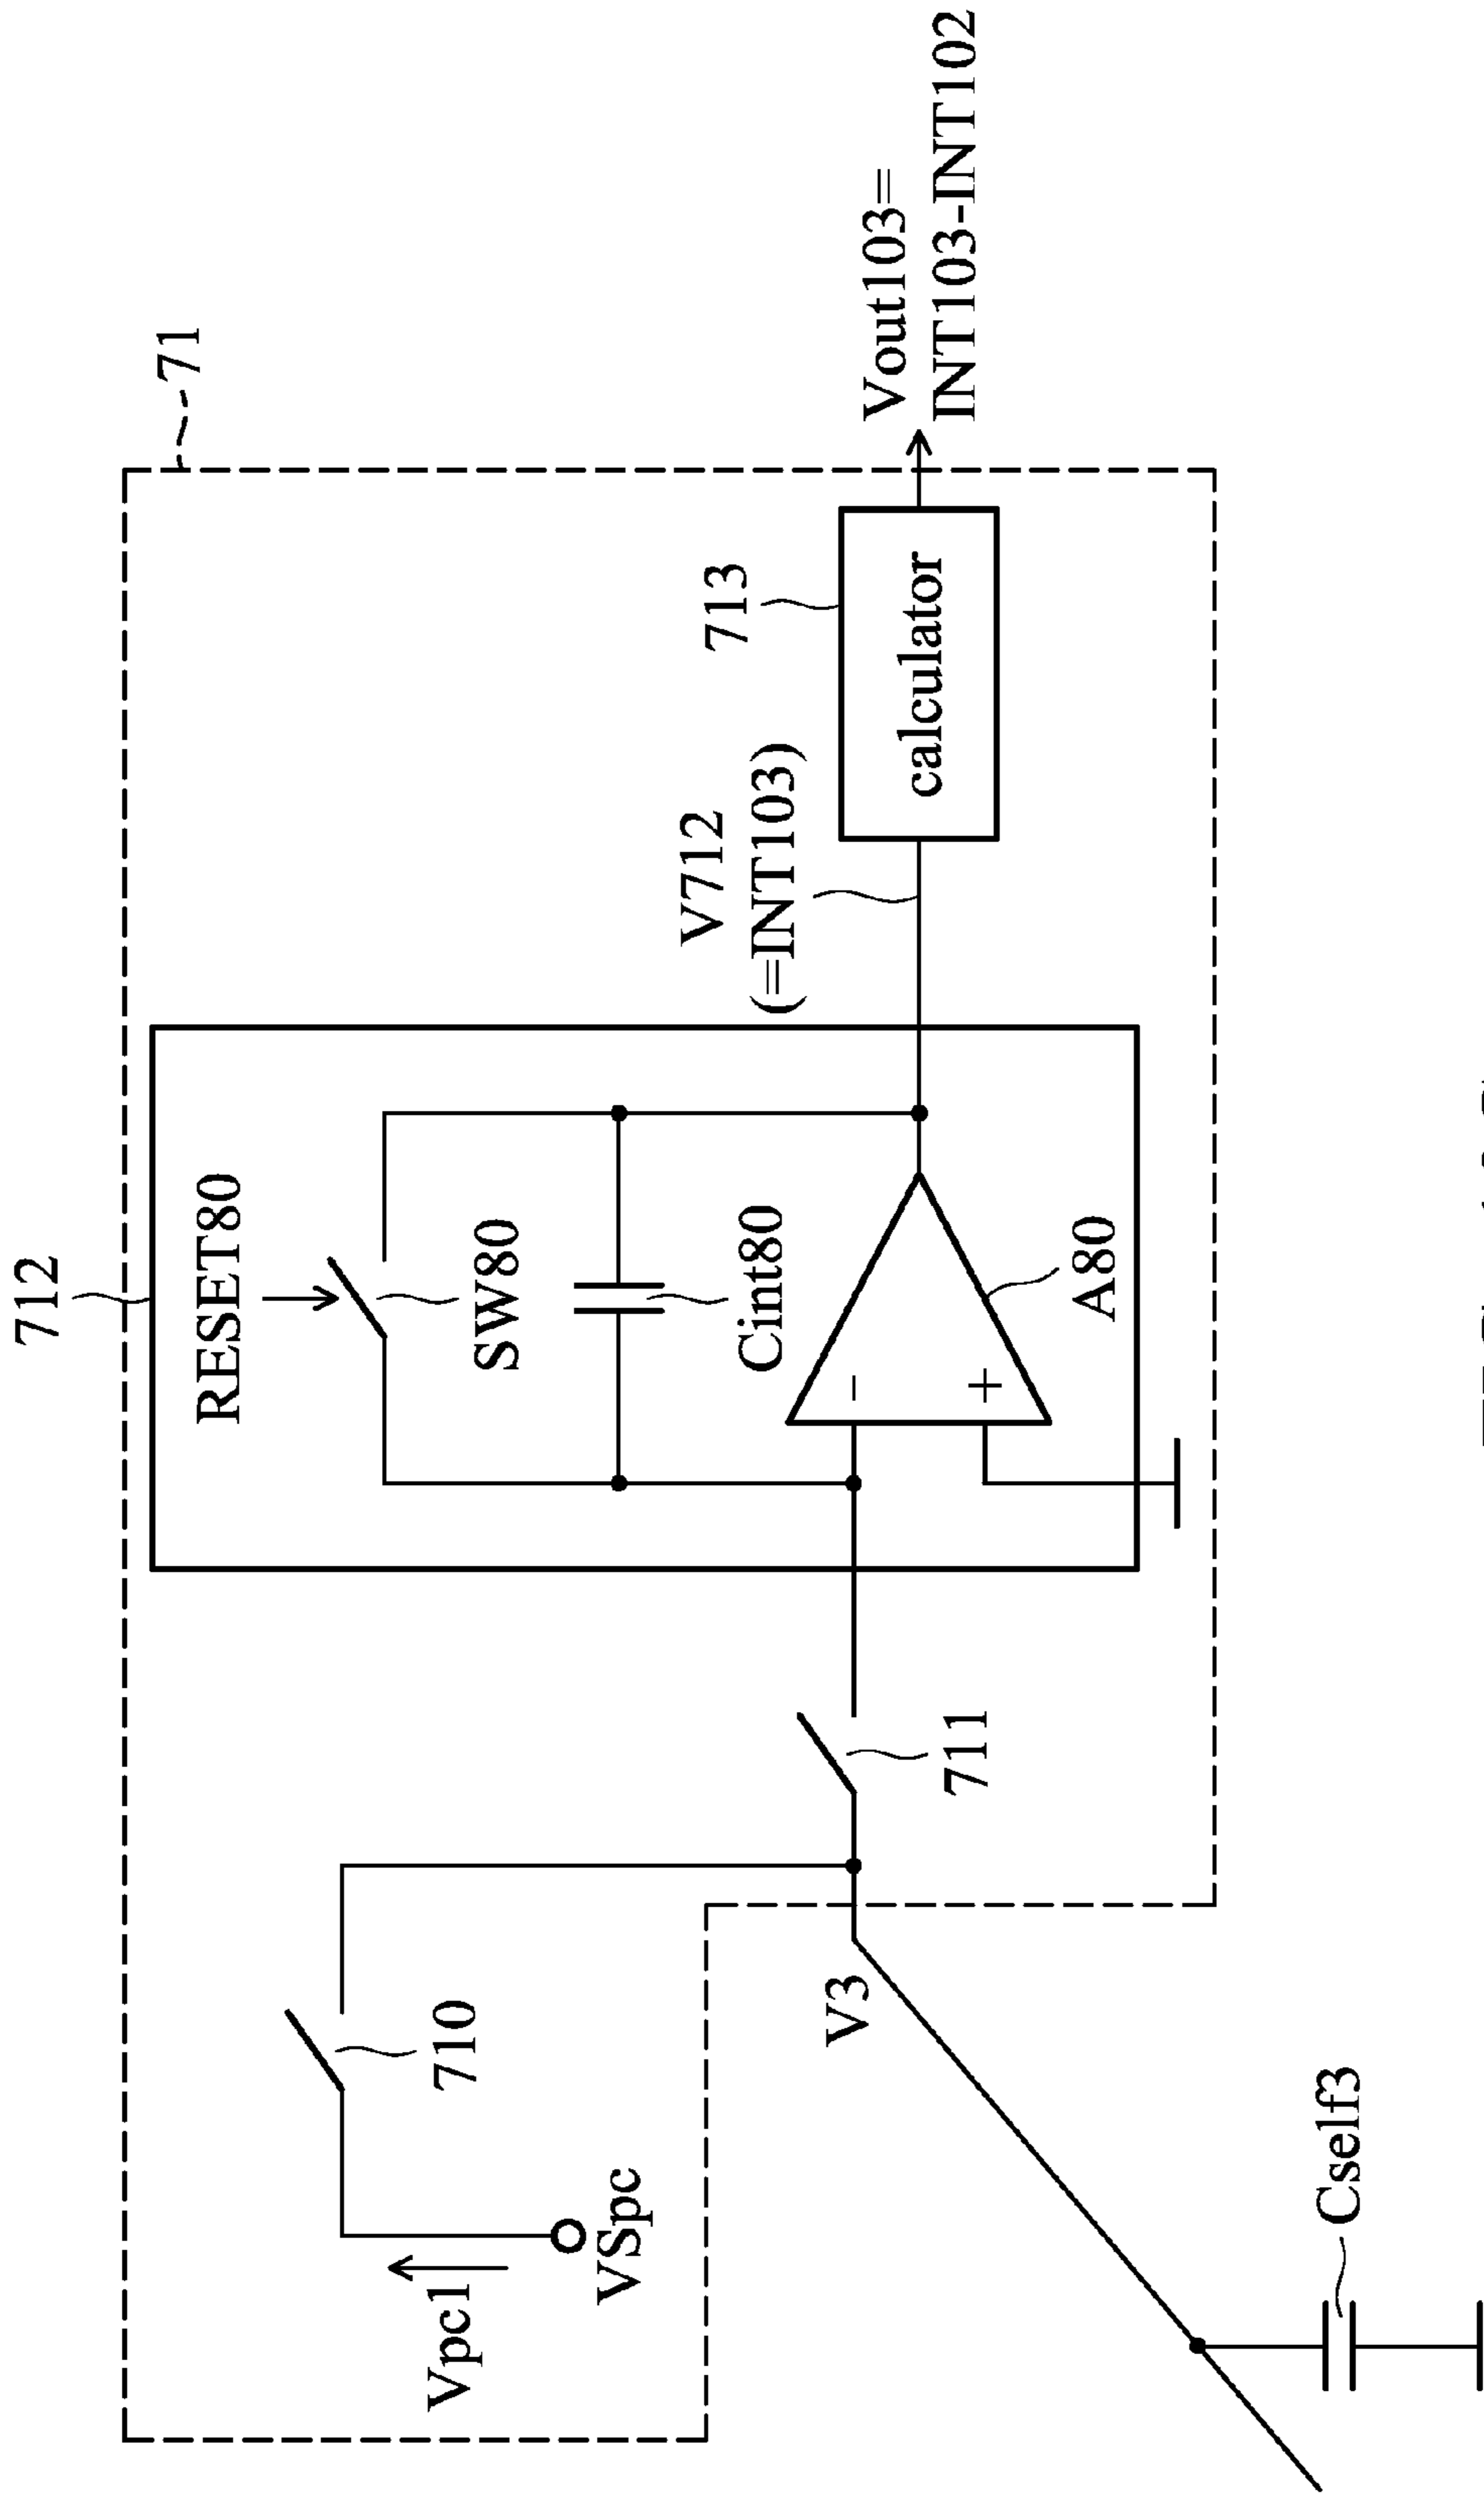 712
71
RESET80
SW80
Cint80
-
+
A80
V712
(=INT103)
713
calculator
Vout103=
INT103-INT102
Vpc1
VSpc
710
711
V3
Cself3